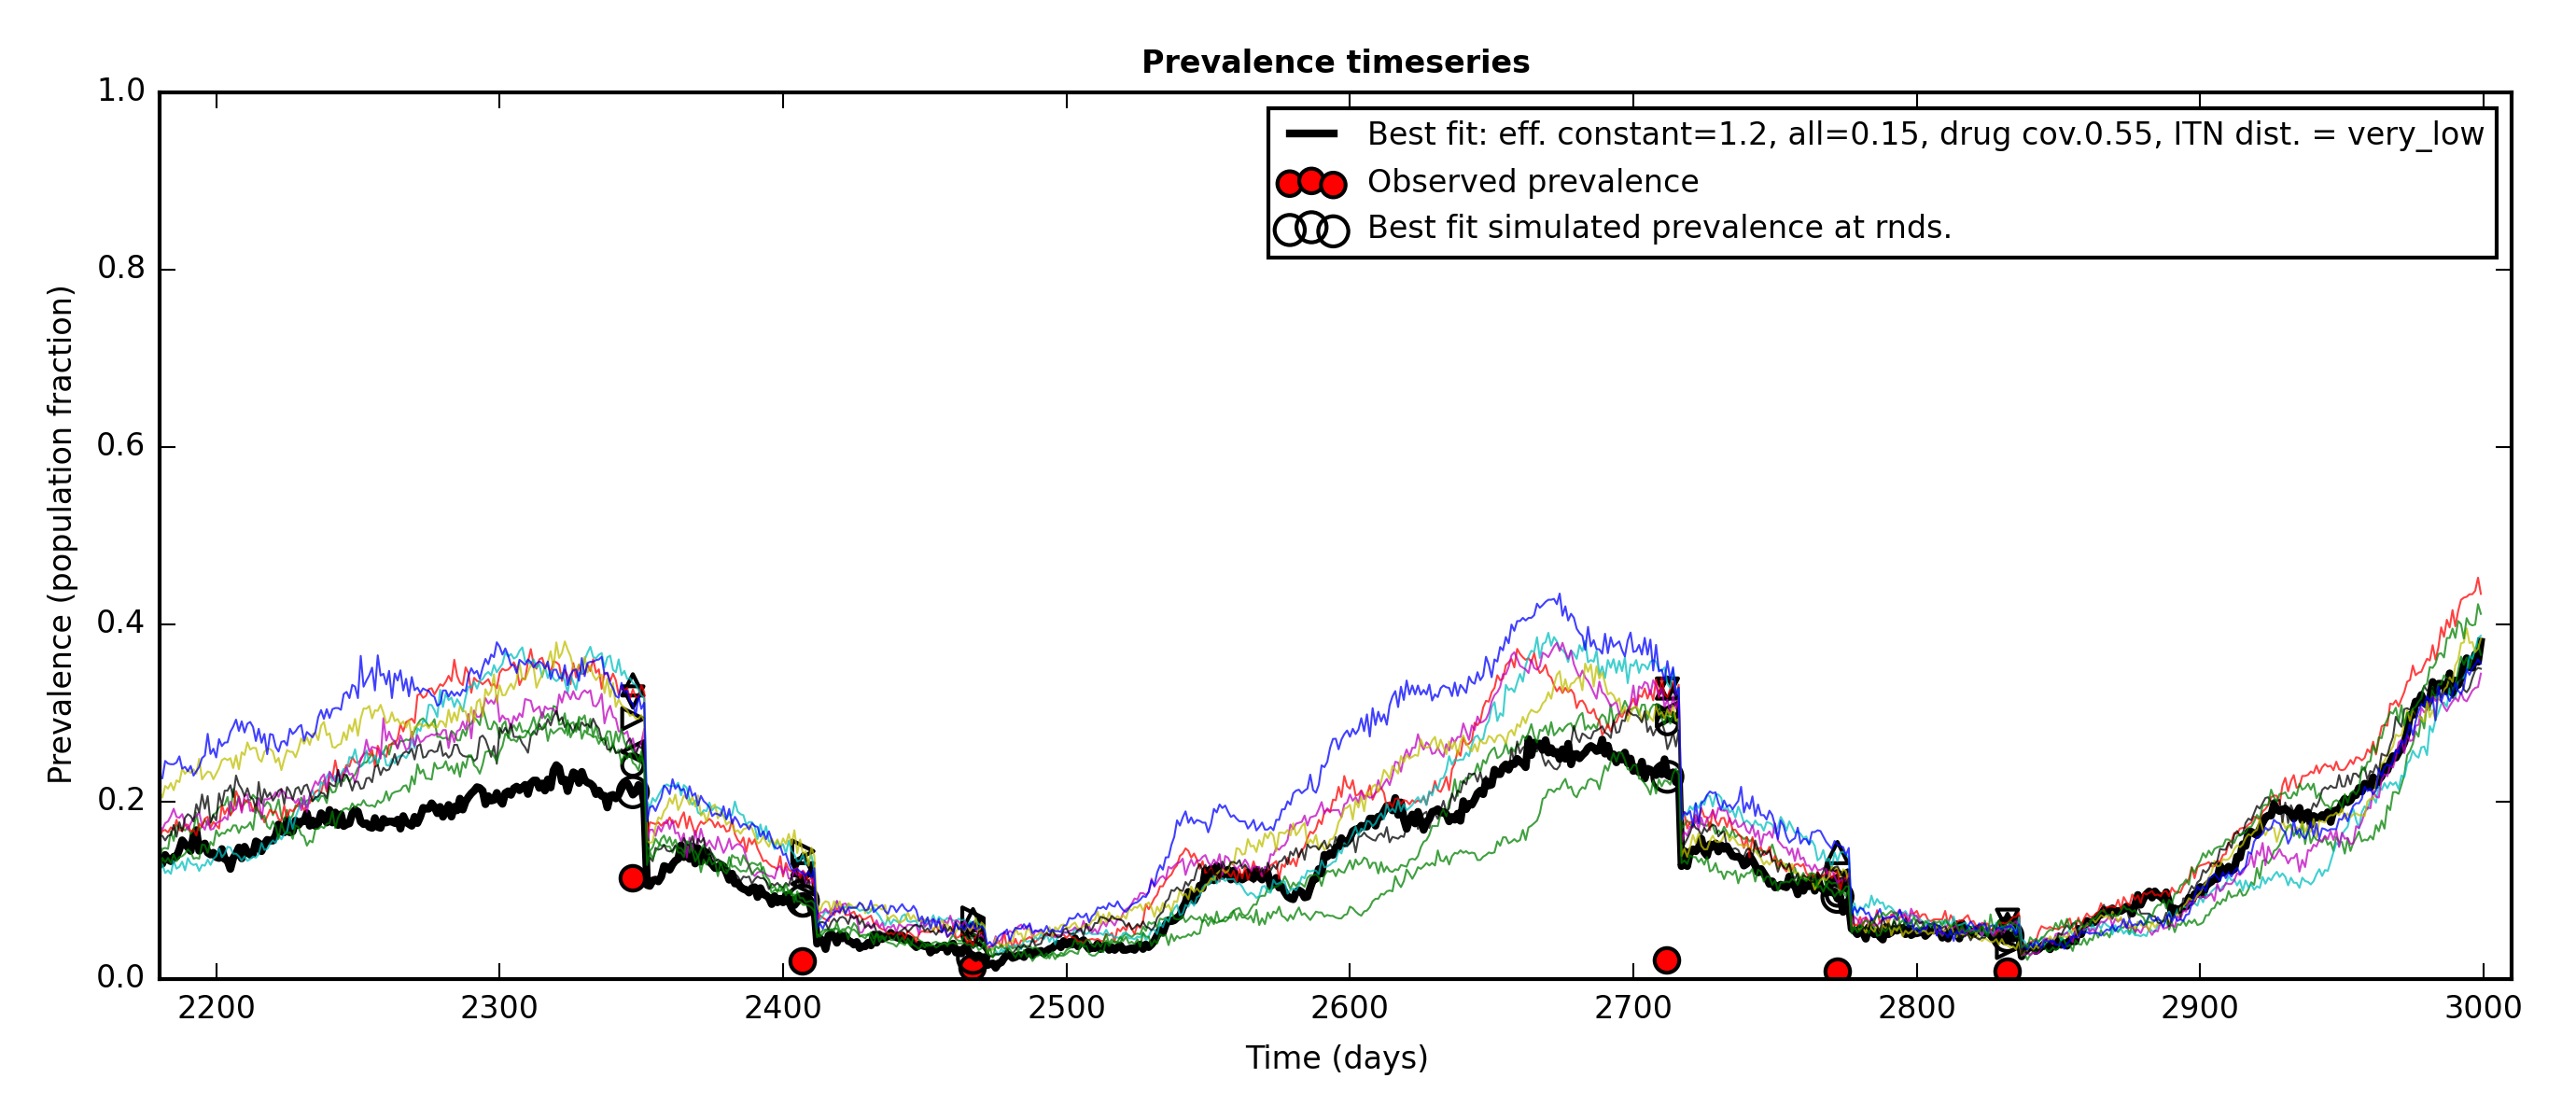 Prevalence timeseries
Best fit: eff. constant=1.2, all=0.15, drug cov.0.55, ITN dist. = very_low
Observed prevalence
Best fit simulated prevalence at rnds.
Prevalence (population fraction)
1.0
0.8
0.6
0.4
0.2
0.0
2200 2300 2400 2500 2600 2700 2800 2900 3000
Time (days)